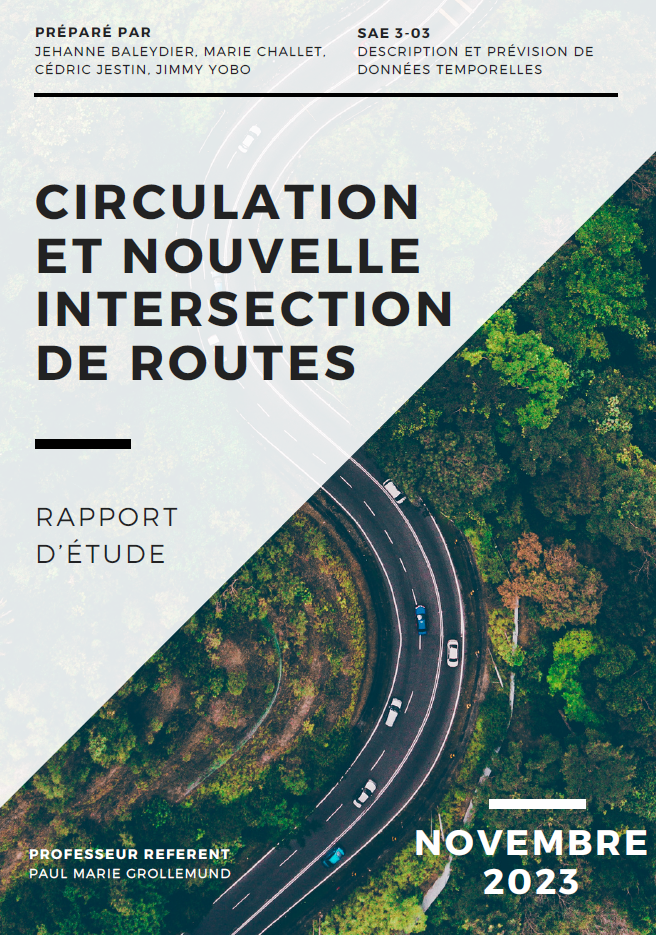 PRÉPARÉ PAR
JEHANNE BALEYDIER, MARIE CHALLET,
CÉDRIC JESTIN, JIMMY YOBO
SAE 3-03
DESCRIPTION ET PRÉVISION DE
DONNÉES TEMPORELLES
CIRCULATION
ET NOUVELLE
INTERSECTION
DE ROUTES
RAPPORT
D'ÉTUDE
PROFESSEUR REFERENT
PAUL MARIE GROLLEMUND
NOVEMBRE
2023